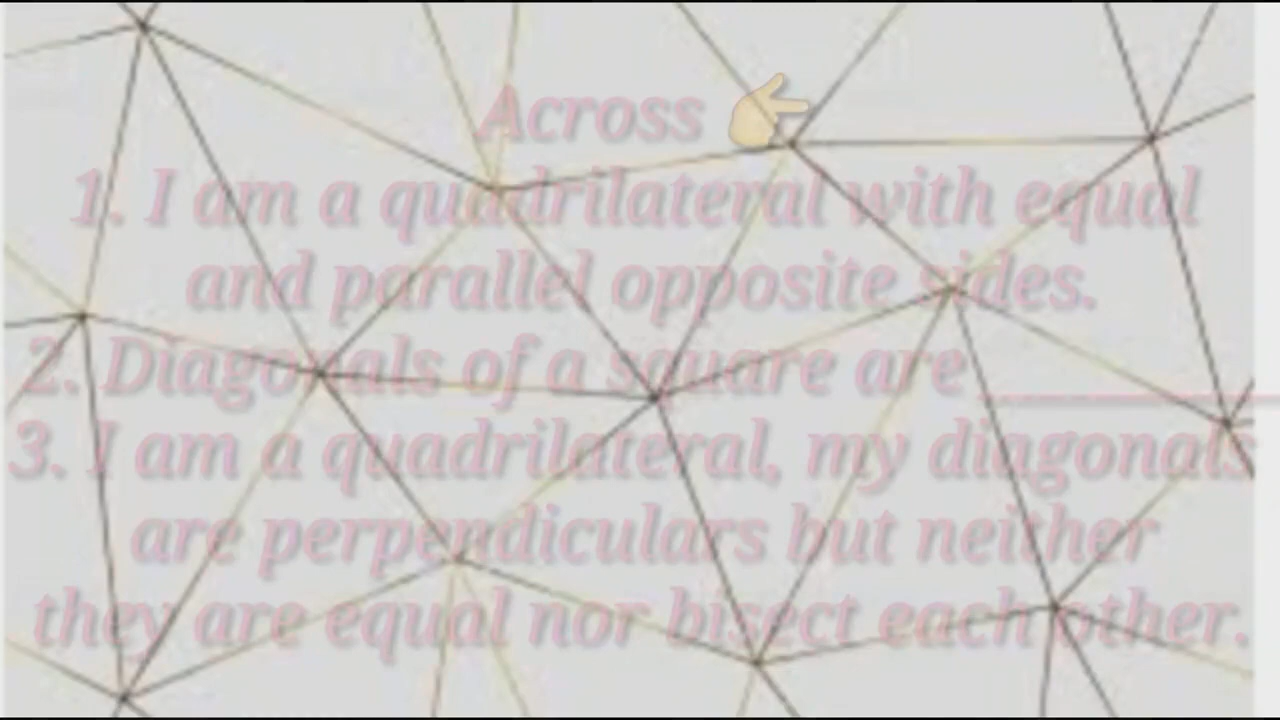 Across 👉
1. I am a quadrilateral with equal
and parallel opposite sides.
2. Diagonals of a square are ________
3. I am a quadrilateral, my diagonals
are perpendiculars but neither
they are equal nor bisect each other.